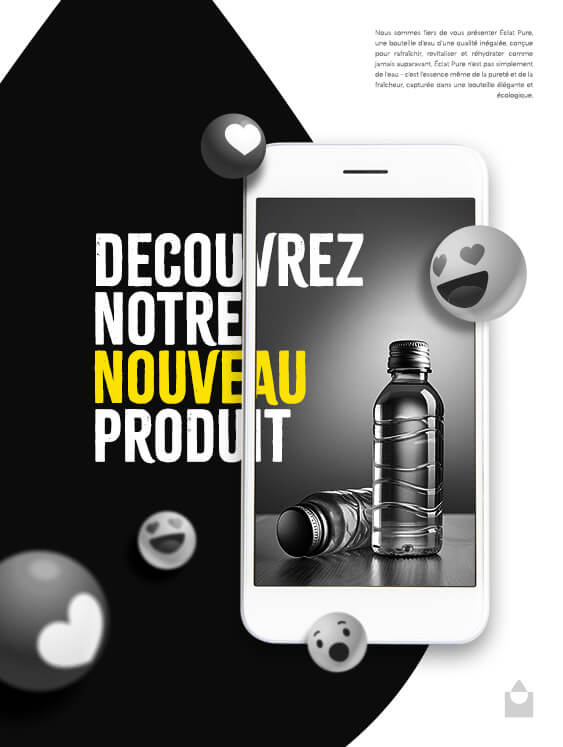 Nous sommes fiers de vous présenter Éclat Pure,
une bouteille d'eau d'une qualité inégalée, conçue
pour rafraîchir, revitaliser et réhydrater comme
jamais auparavant. Éclat Pure n'est pas simplement
de l'eau - c'est l'essence même de la pureté et de la
fraîcheur, capturée dans une bouteille élégante et
écologique.
DECOUVREZ
NOTRE
NOUVEAU
PRODUIT